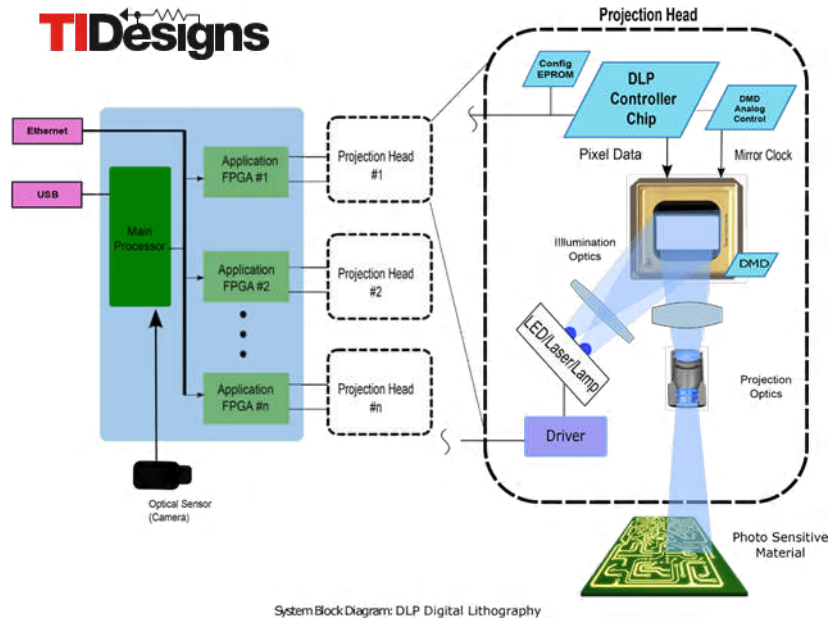 TIDesigns
Projection Head
Config
EPROM
DLP
Controller
Chip
DMD
Analog
Control
Pixel Data
Mirror Clock
Ethernet
USB
Main
Processor
Application
FPGA #1
Projection Head
#1
Application
FPGA #2
Projection Head
#2
Application
FPGA #n
Projection Head
#n
Optical Sensor
(Camera)
Illlumination
Optics
DMD
LED/Laser/Lamp
Projection
Optics
Driver
Photo Sensitive
Material
System Block Diagram: DLP Digital Lithography